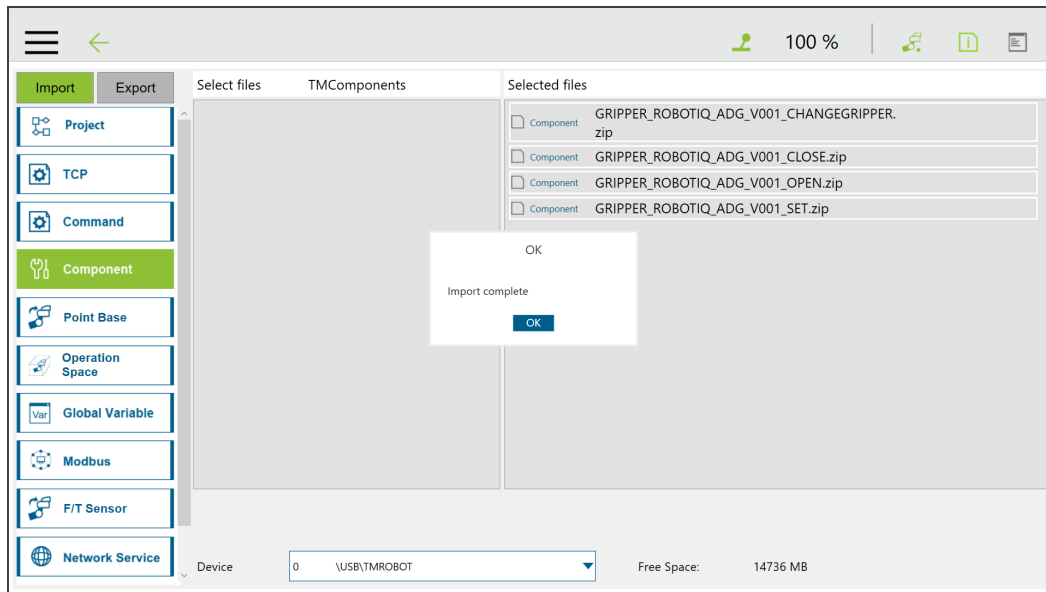 100 %
Import
Export
Select files
TMComponents
Selected files
Project
TCP
Command
Component
Point Base
Operation
Space
Var
Global Variable
Modbus
F/T Sensor
Network Service
Component
GRIPPER_ROBOTIQ_ADG_V001_CHANGEGRIPPER.
zip
Component
GRIPPER_ROBOTIQ_ADG_V001_CLOSE.zip
Component
GRIPPER_ROBOTIQ_ADG_V001_OPEN.zip
Component
GRIPPER_ROBOTIQ_ADG_V001_SET.zip
OK
Import complete
OK
Device
0 \USB\TMROBOT
Free Space:
14736 MB